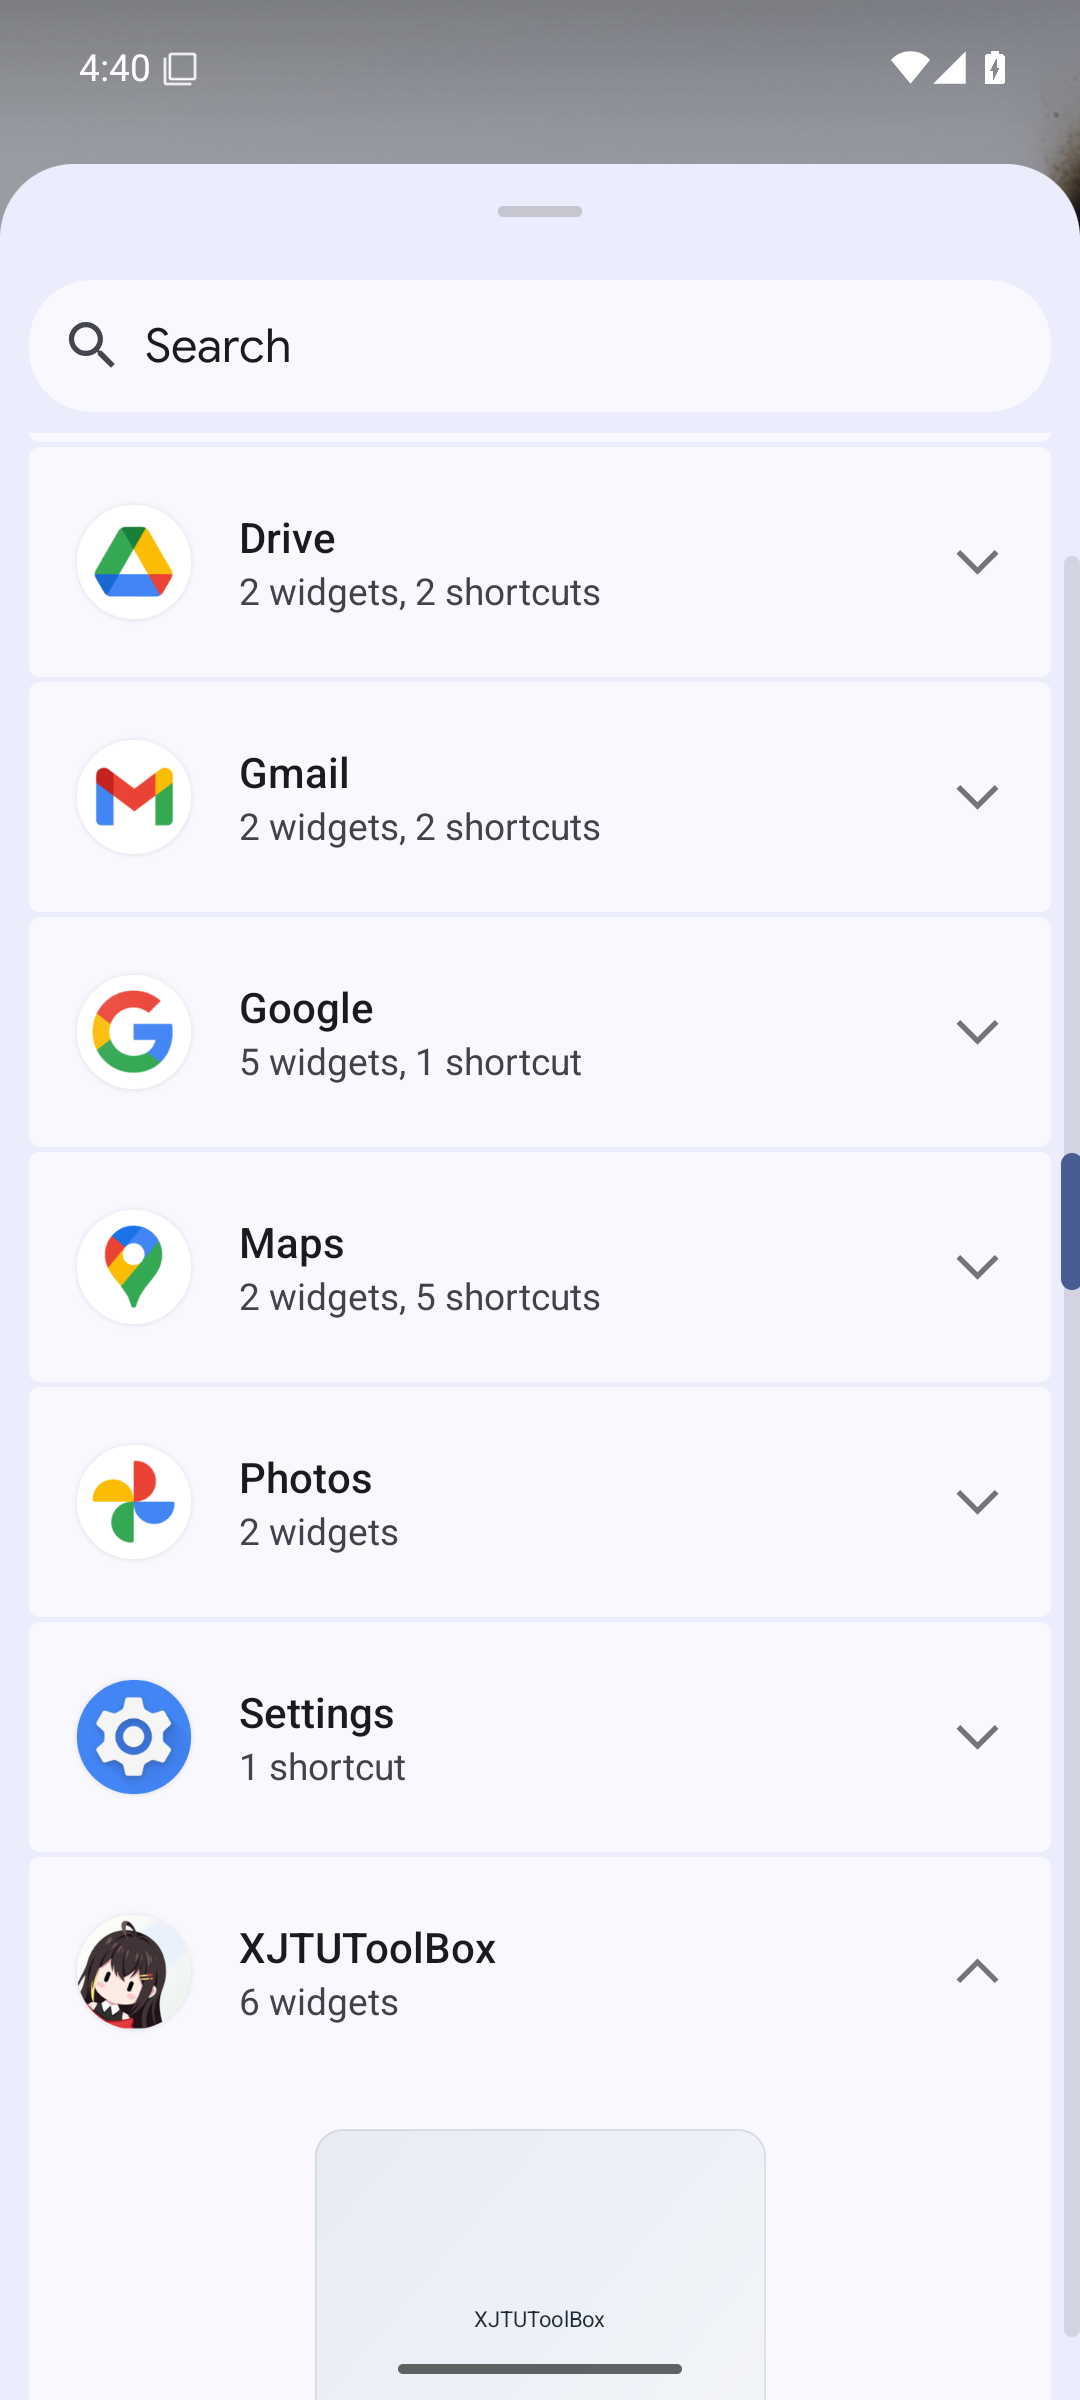 4:40
Search
Drive
2 widgets, 2 shortcuts
Gmail
2 widgets, 2 shortcuts
Google
5 widgets, 1 shortcut
Maps
2 widgets, 5 shortcuts
Photos
2 widgets
Settings
1 shortcut
XJTUToolBox
6 widgets
XJTUToolBox